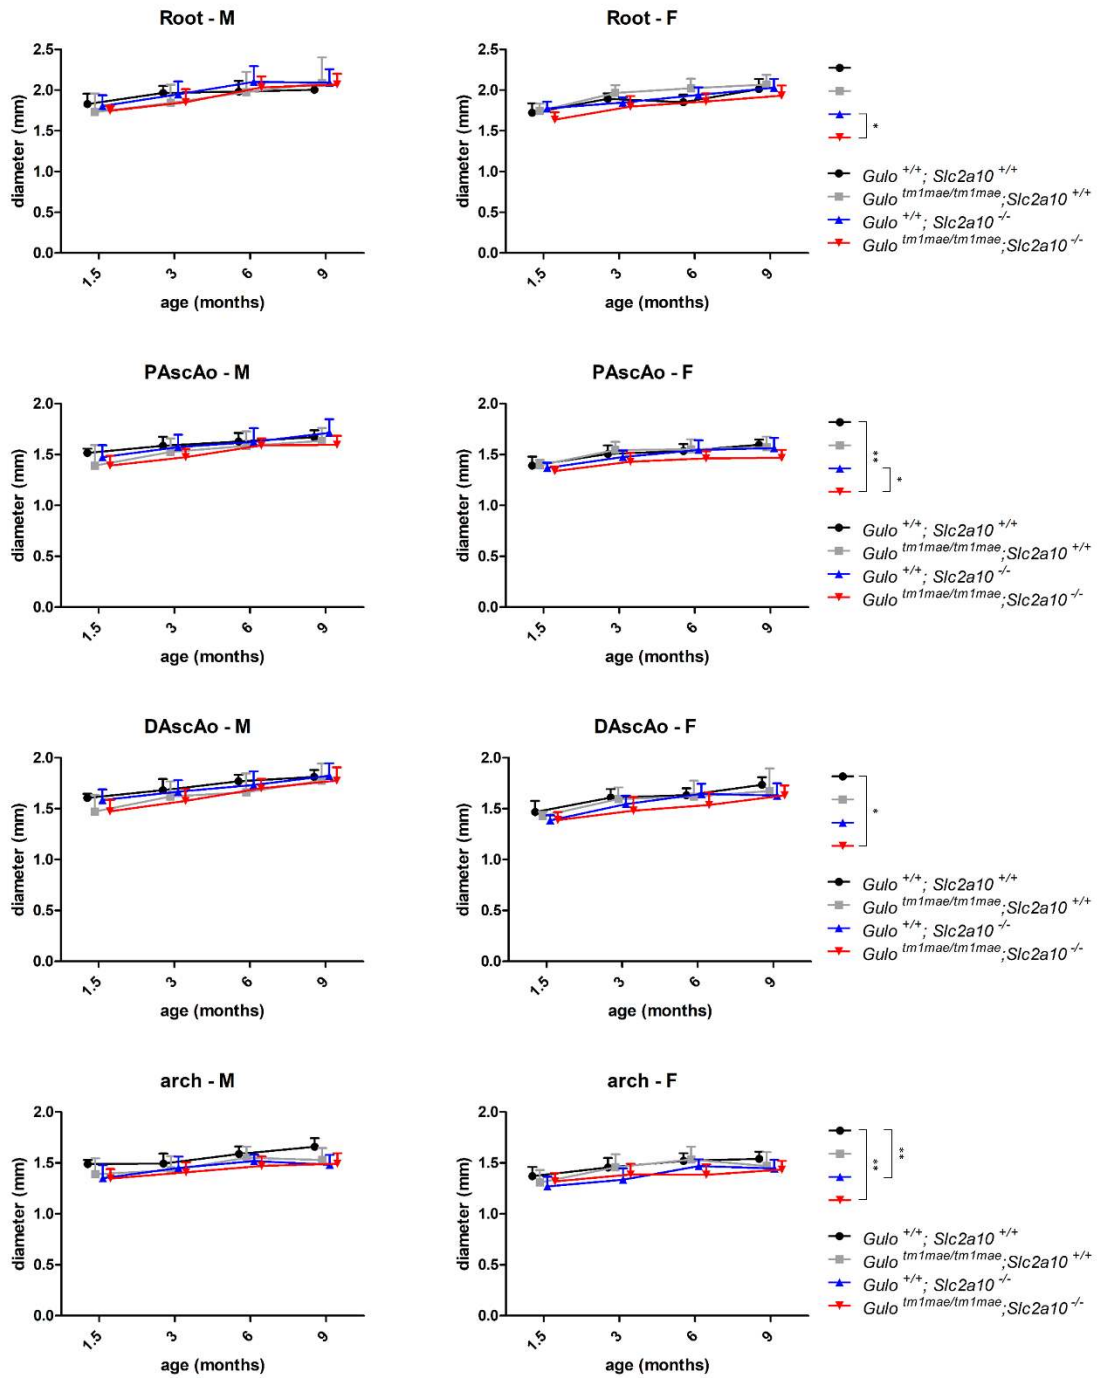 Root - M
diameter (mm)
2.5
2.0
1.5
1.0
0.5
0.0
1.5
3
6
9
age (months)
Root - F
diameter (mm)
2.5
2.0
1.5
1.0
0.5
0.0
1.5
3
6
9
age (months)
*
Gulo +/+; Slc2a10 +/+
Gulo tm1mae/tm1mae;Slc2a10 +/+
Gulo +/+; Slc2a10 -/-
Gulo tm1mae/tm1mae;Slc2a10 -/-
PAscAo - M
diameter (mm)
2.0
1.5
1.0
0.5
0.0
1.5
3
6
9
age (months)
PAscAo - F
diameter (mm)
2.0
1.5
1.0
0.5
0.0
1.5
3
6
9
age (months)
**
*
Gulo +/+; Slc2a10 +/+
Gulo tm1mae/tm1mae;Slc2a10 +/+
Gulo +/+; Slc2a10 -/-
Gulo tm1mae/tm1mae;Slc2a10 -/-
DAscAo - M
diameter (mm)
2.0
1.5
1.0
0.5
0.0
1.5
3
6
9
age (months)
DAscAo - F
diameter (mm)
2.0
1.5
1.0
0.5
0.0
1.5
3
6
9
age (months)
*
Gulo +/+; Slc2a10 +/+
Gulo tm1mae/tm1mae;Slc2a10 +/+
Gulo +/+; Slc2a10 -/-
Gulo tm1mae/tm1mae;Slc2a10 -/-
arch - M
diameter (mm)
2.0
1.5
1.0
0.5
0.0
1.5
3
6
9
age (months)
arch - F
diameter (mm)
2.0
1.5
1.0
0.5
0.0
1.5
3
6
9
age (months)
**
**
Gulo +/+; Slc2a10 +/+
Gulo tm1mae/tm1mae;Slc2a10 +/+
Gulo +/+; Slc2a10 -/-
Gulo tm1mae/tm1mae;Slc2a10 -/-